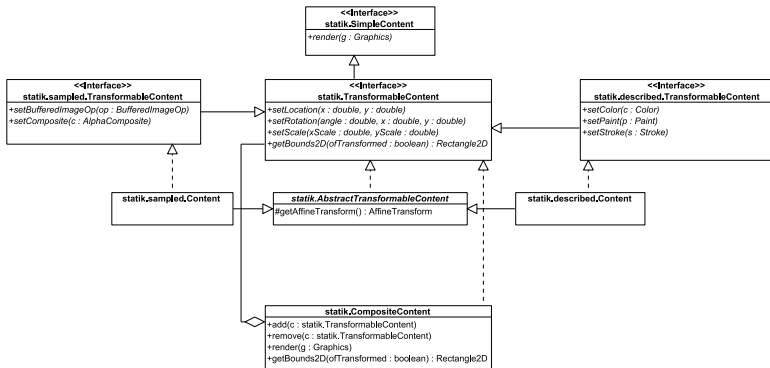 <<Interface>>
statik.SimpleContent
+render(g : Graphics)
<<Interface>>
statik.sampled.TransformableContent
+setBufferedImageOp(op : BufferedImageOp)
+setComposite(c : AlphaComposite)
<<Interface>>
statik.TransformableContent
+setLocation(x : double, y : double)
+setRotation(angle : double, x : double, y : double)
+setScale(xScale : double, yScale : double)
+getBounds2D(ofTransformed : boolean) : Rectangle2D
<<Interface>>
statik.described.TransformableContent
+setColor(c : Color)
+setPaint(p : Paint)
+setStroke(s : Stroke)
statik.sampled.Content
statik.AbstractTransformableContent
#getAffineTransform() : AffineTransform
statik.described.Content
statik.CompositeContent
+add(c : statik.TransformableContent)
+remove(c : statik.TransformableContent)
+render(g : Graphics)
+getBounds2D(ofTransformed : boolean) : Rectangle2D